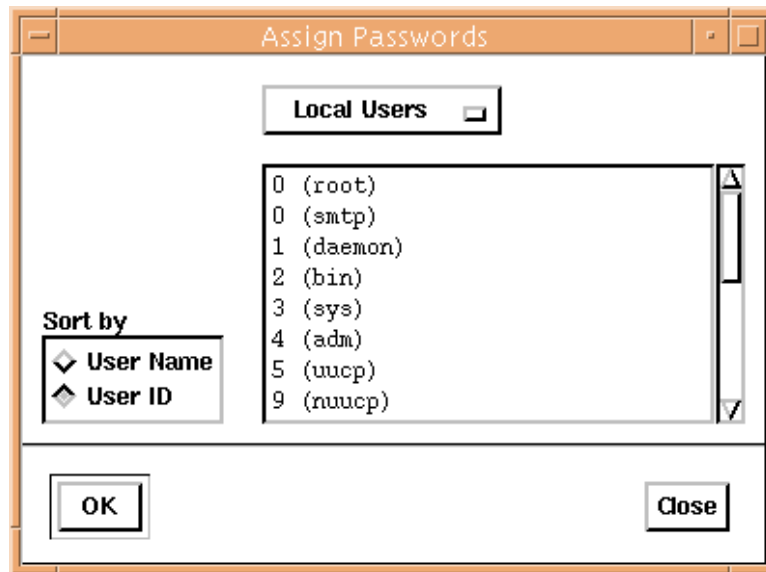 Assign Passwords
Local Users
0 (root)
0 (smtp)
1 (daemon)
2 (bin)
3 (sys)
4 (adm)
5 (uucp)
9 (nuucp)
Sort by
User Name
User ID
OK
Close